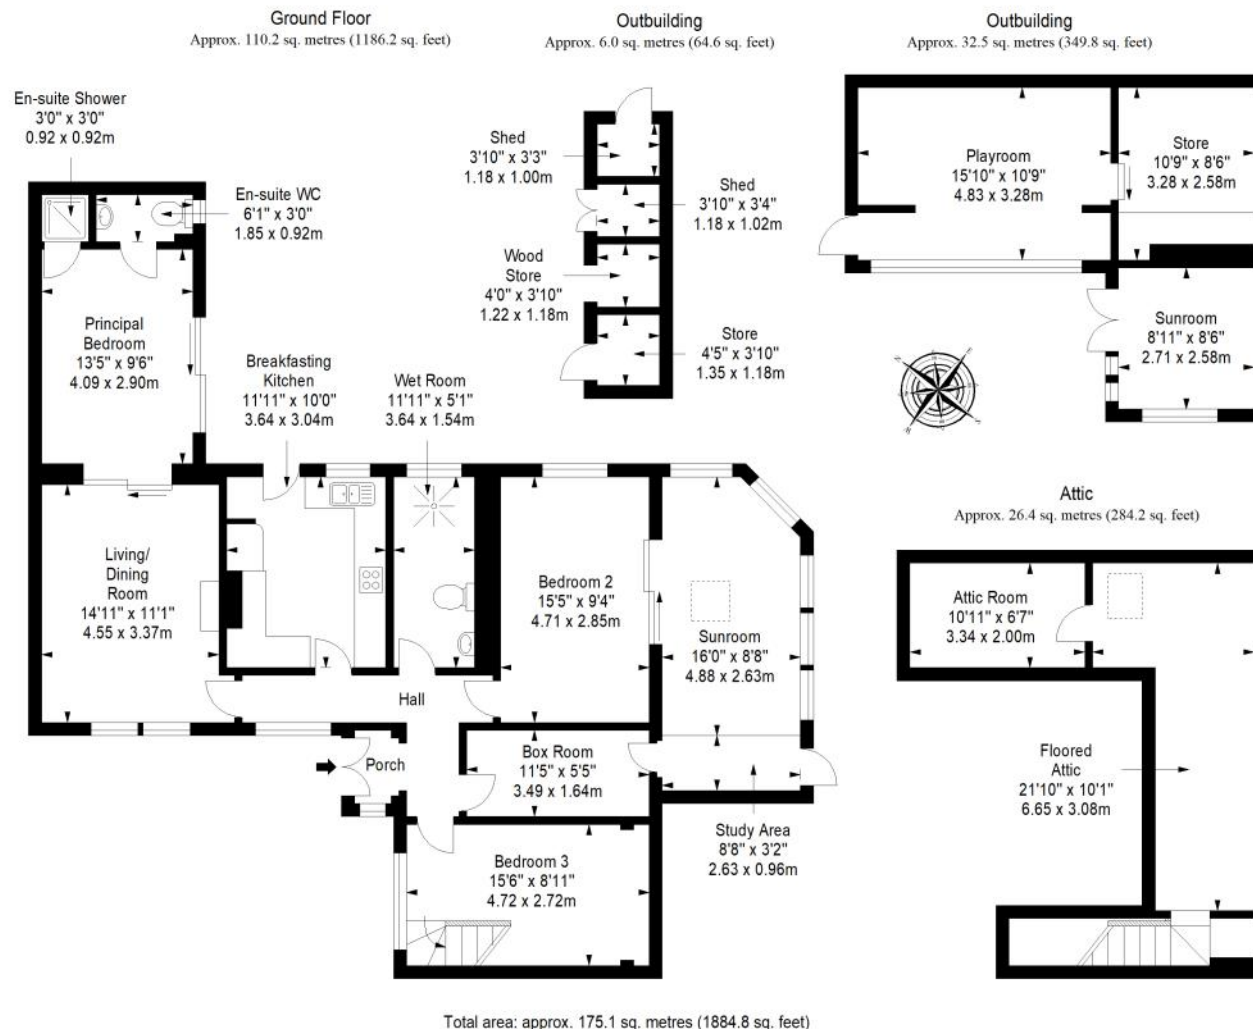 Ground Floor
Approx. 110.2 sq. metres (1186.2 sq. feet)
Outbuilding
Approx. 6.0 sq. metres (64.6 sq. feet)
Outbuilding
Approx. 32.5 sq. metres (349.8 sq. feet)
En-suite Shower
3'0" x 3'0"
0.92 x 0.92m
En-suite WC
6'1" x 3'0"
1.85 x 0.92m
Principal
Bedroom
13'5" x 9'6"
4.09 x 2.90m
Breakfasting
Kitchen
11'11" x 10'0"
3.64 x 3.04m
Wet Room
11'11" x 5'1"
3.64 x 1.54m
Shed
3'10" x 3'3"
1.18 x 1.00m
Shed
3'10" x 3'4"
1.18 x 1.02m
Wood
Store
4'0" x 3'10"
1.22 x 1.18m
Store
4'5" x 3'10"
1.35 x 1.18m
Playroom
15'10" x 10'9"
4.83 x 3.28m
Store
10'9" x 8'6"
3.28 x 2.58m
Sunroom
8'11" x 8'6"
2.71 x 2.58m
Living/
Dining
Room
14'11" x 11'1"
4.55 x 3.37m
Bedroom 2
15'5" x 9'4"
4.71 x 2.85m
Sunroom
16'0" x 8'8"
4.88 x 2.63m
Hall
Porch
Box Room
11'5" x 5'5"
3.49 x 1.64m
Study Area
8'8" x 3'2"
2.63 x 0.96m
Bedroom 3
15'6" x 8'11"
4.72 x 2.72m
Attic
Approx. 26.4 sq. metres (284.2 sq. feet)
Attic Room
10'11" x 6'7"
3.34 x 2.00m
Floored
Attic
21'10" x 10'1"
6.65 x 3.08m
Total area: approx. 175.1 sq. metres (1884.8 sq. feet)